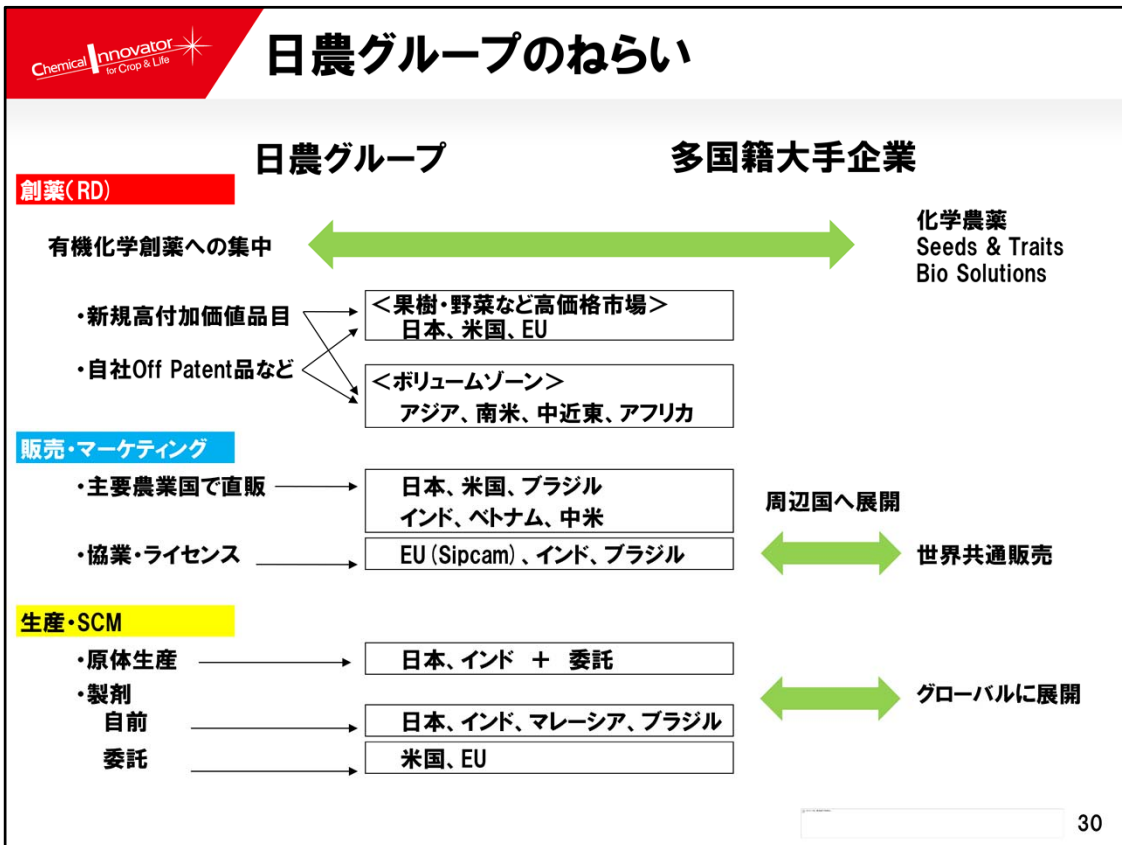 Chemical Innovator
for Crop & Life
日農グループのねらい
日農グループ 多国籍大手企業
創薬(RD)
有機化学創薬への集中
化学農薬
Seeds & Traits
Bio Solutions
・新規高付加価値品目
<果樹・野菜など高価格市場>
日本、米国、EU
・自社Off Patent品など
<ボリュームゾーン>
アジア、南米、中近東、アフリカ
販売・マーケティング
・主要農業国で直販
日本、米国、ブラジル
インド、ベトナム、中米
周辺国へ展開
・協業・ライセンス
EU(Sipcam)、インド、ブラジル
世界共通販売
生産・SCM
・原体生産
日本、インド + 委託
・製剤
グローバルに展開
自前
日本、インド、マレーシア、ブラジル
委託
米国、EU
30